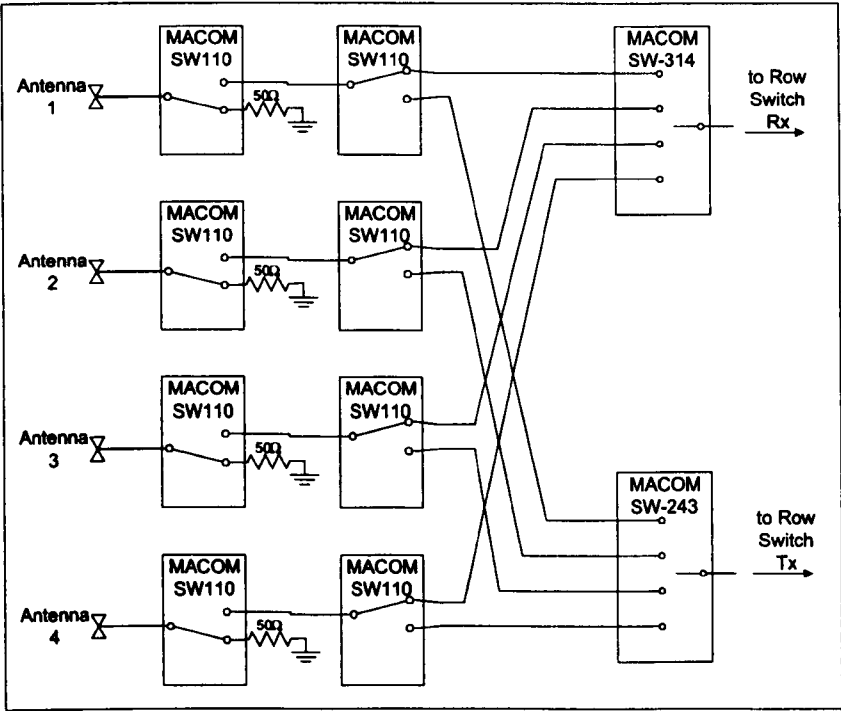 MACOM
SW110
MACOM
SW110
MACOM
SW-314
Antenna
1
50Ω
to Row
Switch
Rx
MACOM
SW110
MACOM
SW110
Antenna
2
50Ω
MACOM
SW110
MACOM
SW110
Antenna
3
50Ω
MACOM
SW-243
to Row
Switch
Tx
MACOM
SW110
MACOM
SW110
Antenna
4
50Ω